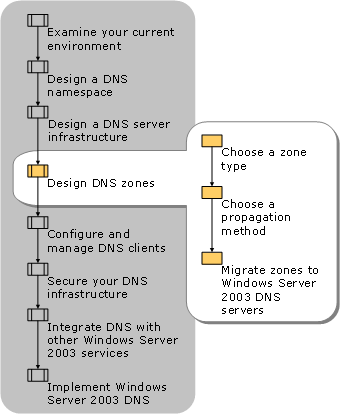 Examine your current
environment
Design a DNS
namespace
Design a DNS server
infrastructure
Design DNS zones
Configure and
manage DNS clients
Secure your DNS
infrastructure
Integrate DNS with
other Windows Server
2003 services
Implement Windows
Server 2003 DNS
Choose a zone
type
Choose a
propagation
method
Migrate zones to
Windows Server
2003 DNS
servers